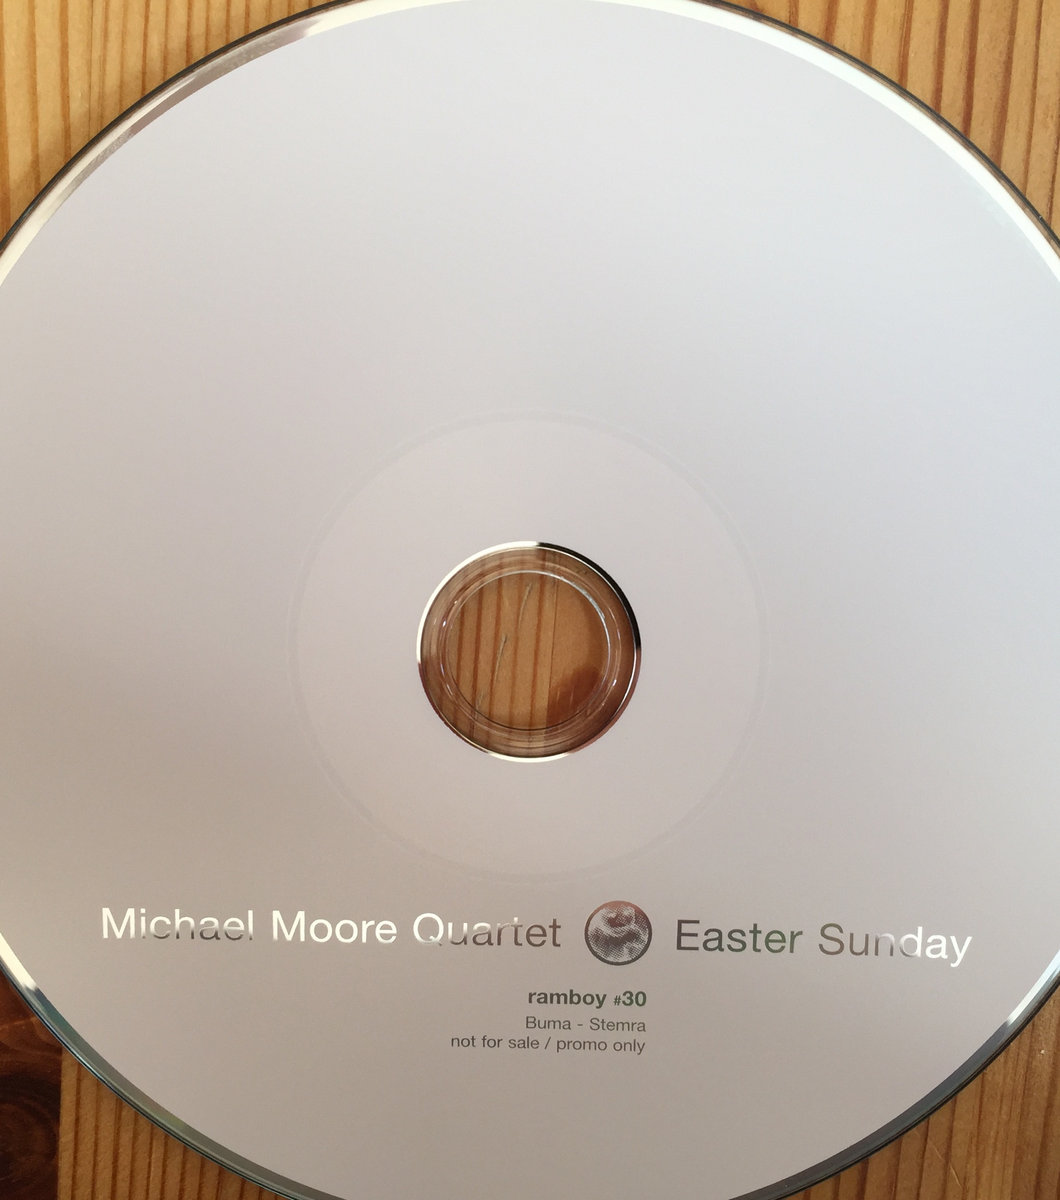 Michael Moore Quartet Easter Sunday
ramboy #30
Buma - Stemra
not for sale / promo only